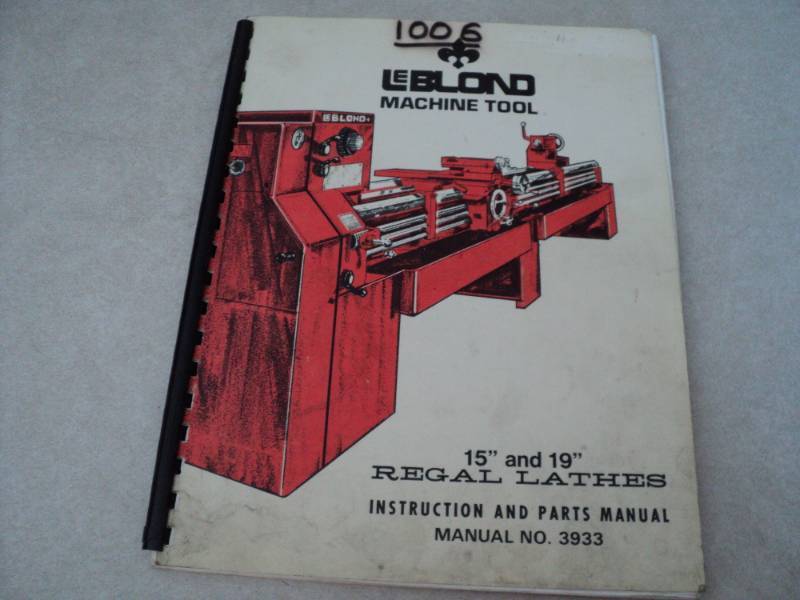 1006
LEBLOND
MACHINE TOOL
LEBLOND
15" and 19"
REGAL LATHES
INSTRUCTION AND PARTS MANUAL
MANUAL NO. 3933